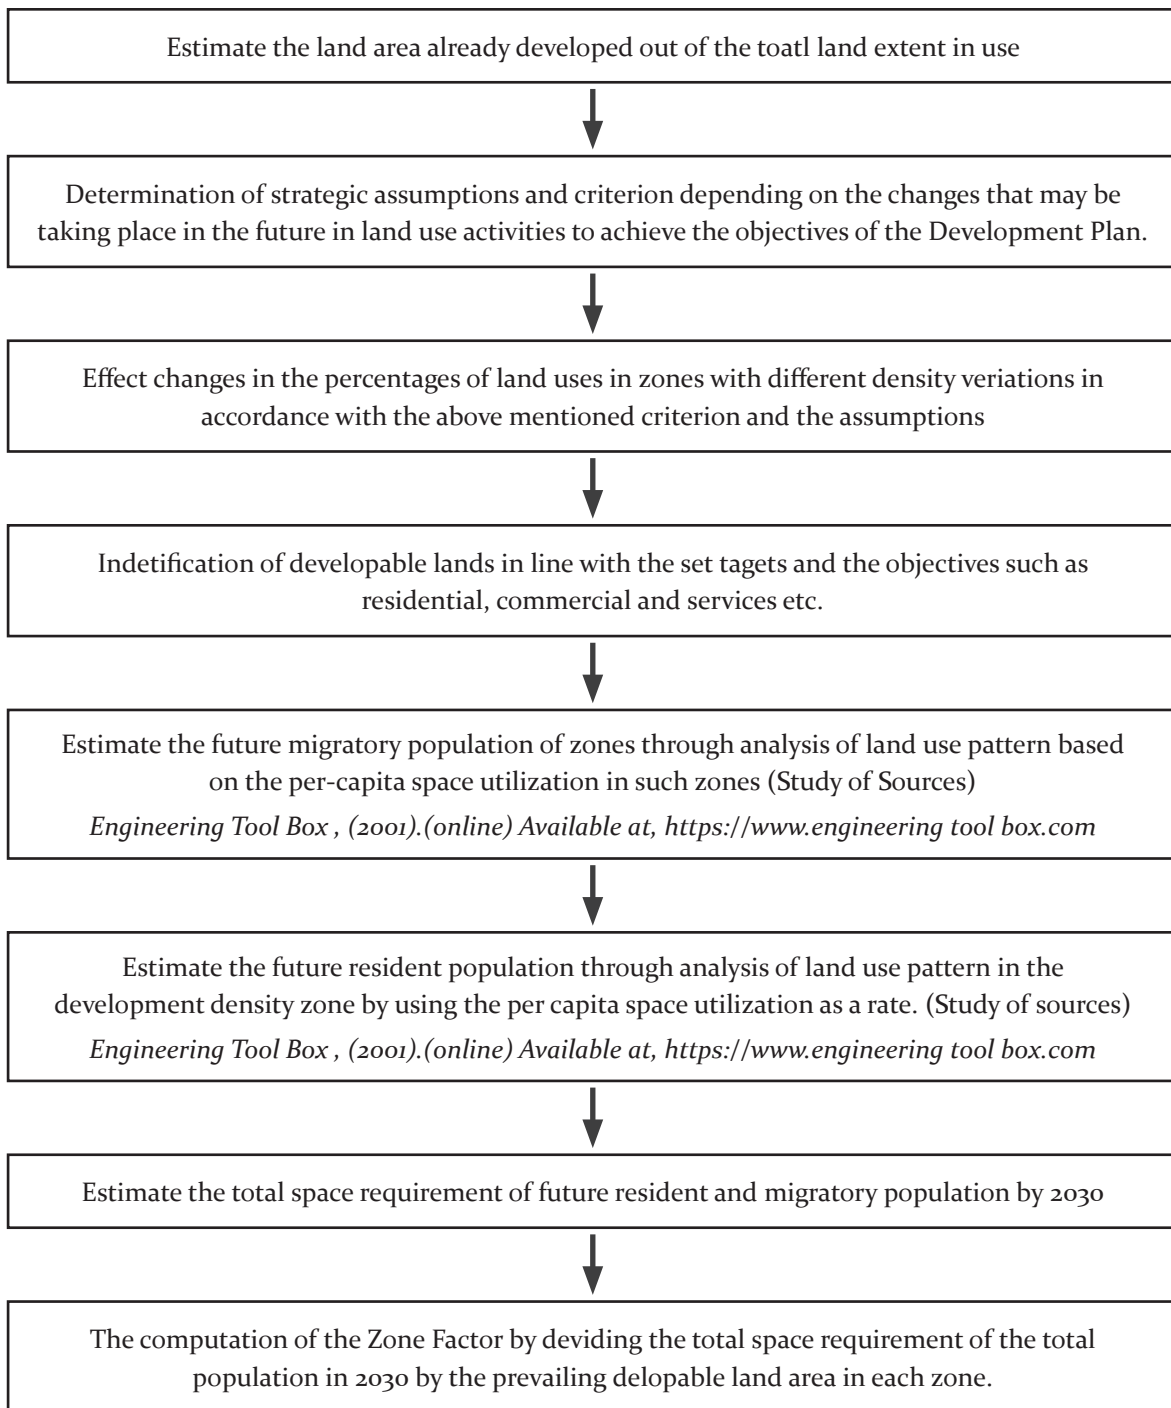 Estimate the land area already developed out of the toatl land extent in use
Determination of strategic assumptions and criterion depending on the changes that may be
taking place in the future in land use activities to achieve the objectives of the Development Plan.
Effect changes in the percentages of land uses in zones with different density veriations in
accordance with the above mentioned criterion and the assumptions
Indetification of developable lands in line with the set tagets and the objectives such as
residential, commercial and services etc.
Estimate the future migratory population of zones through analysis of land use pattern based
on the per-capita space utilization in such zones (Study of Sources)
Engineering Tool Box , (2001).(online) Available at, https://www.engineering tool box.com
Estimate the future resident population through analysis of land use pattern in the
development density zone by using the per capita space utilization as a rate. (Study of sources)
Engineering Tool Box , (2001).(online) Available at, https://www.engineering tool box.com
Estimate the total space requirement of future resident and migratory population by 2030
The computation of the Zone Factor by deviding the total space requirement of the total
population in 2030 by the prevailing delopable land area in each zone.